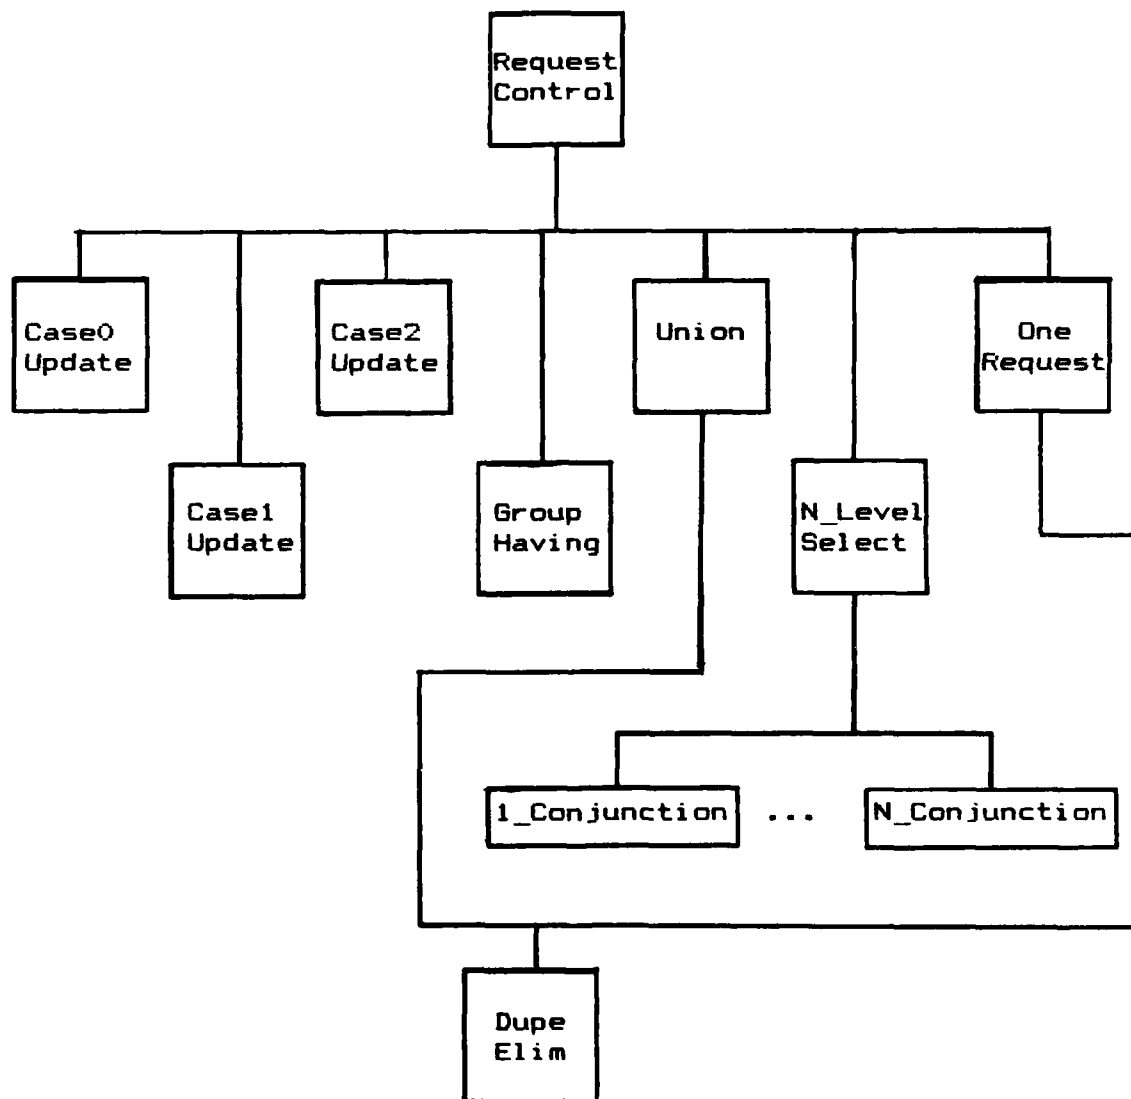 Request
Control
Case0
Update
Case2
Update
Union
One
Request
Case1
Update
Group
Having
N_Level
Select
1_Conjunction
...
N_Conjunction
Dupe
Elim